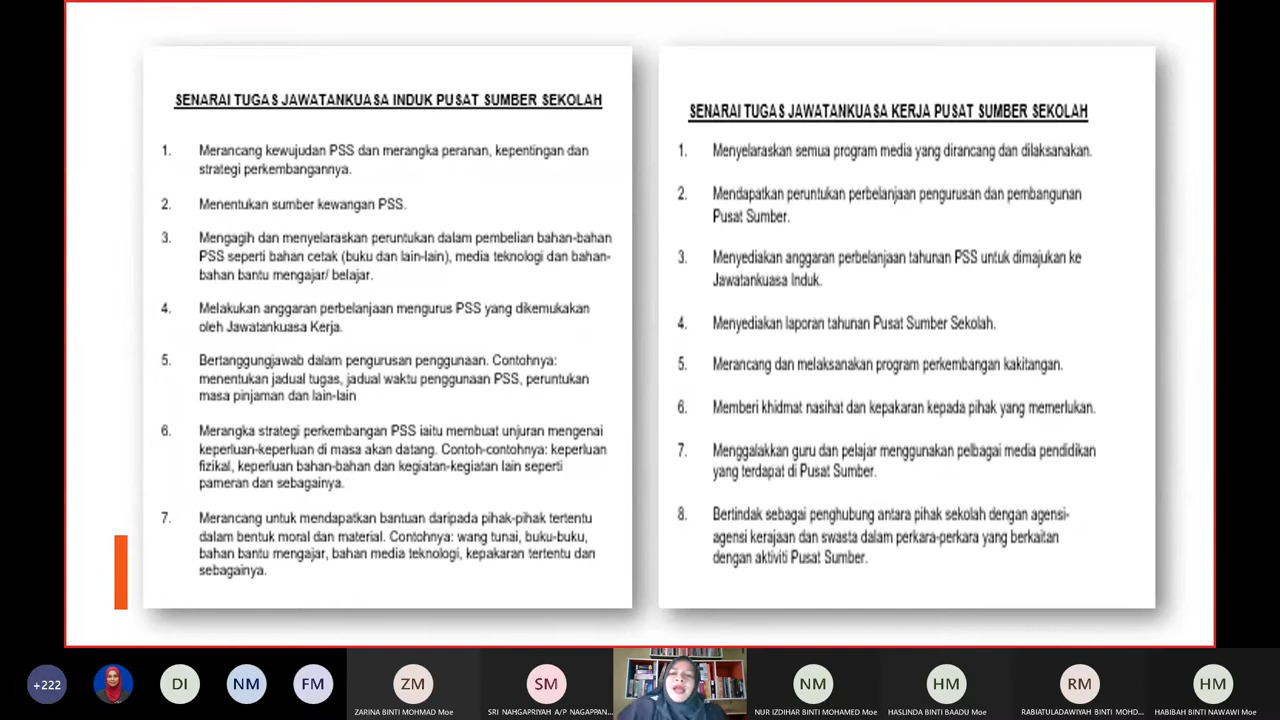 SENARAI TUGAS JAWATANKUASA INDUK PUSAT SUMBER SEKOLAH
1. Merancang kewujudan PSS dan merangka peranan, kepentingan dan
strategi perkembangannya.
2. Menentukan sumber kewangan PSS.
3. Mengagih dan menyelaraskan peruntukan dalam pembelian bahan-bahan
PSS seperti bahan cetak (buku dan lain-lain), media teknologi dan bahan-
bahan bantu mengajar/ belajar.
4. Melakukan anggaran perbelanjaan mengurus PSS yang dikemukakan
oleh Jawatankuasa Kerja.
5. Bertanggungjawab dalam pengurusan penggunaan. Contohnya:
menentukan jadual tugas, jadual waktu penggunaan PSS, peruntukan
masa pinjaman dan lain-lain
6. Merangka strategi perkembangan PSS iaitu membuat unjuran mengenai
keperluan-keperluan di masa akan datang. Contoh-contohnya: keperluan
fizikal, keperluan bahan-bahan dan kegiatan-kegiatan lain seperti
pameran dan sebagainya.
7. Merancang untuk mendapatkan bantuan daripada pihak-pihak tertentu
dalam bentuk moral dan material. Contohnya: wang tunai, buku-buku,
bahan bantu mengajar, bahan media teknologi, kepakaran tertentu dan
sebagainya.
SENARAI TUGAS JAWATANKUASA KERJA PUSAT SUMBER SEKOLAH
1. Menyelaraskan semua program media yang dirancang dan dilaksanakan.
2. Mendapatkan peruntukan perbelanjaan pengurusan dan pembangunan
Pusat Sumber.
3. Menyediakan anggaran perbelanjaan tahunan PSS untuk dimajukan ke
Jawatankuasa Induk.
4. Menyediakan laporan tahunan Pusat Sumber Sekolah.
5. Merancang dan melaksanakan program perkembangan kakitangan.
6. Memberi khidmat nasihat dan kepakaran kepada pihak yang memerlukan.
7. Menggalakkan guru dan pelajar menggunakan pelbagai media pendidikan
yang terdapat di Pusat Sumber.
8. Bertindak sebagai penghubung antara pihak sekolah dengan agensi-
agensi kerajaan dan swasta dalam perkara-perkara yang berkaitan
dengan aktiviti Pusat Sumber.
+222
DI
NM
FM
ZM
SM
NM
HM
RM
HM
ZARINA BINTI MOHMAD Moe
SRI NAHGAPRIYAH A/P NAGAPPAN...
NUR IZDIHAR BINTI MOHAMED Moe
HASLINDA BINTI BAADU Moe
RABIATULADAWIYAH BINTI MOHD...
HABIBAH BINTI NAWAWI Moe